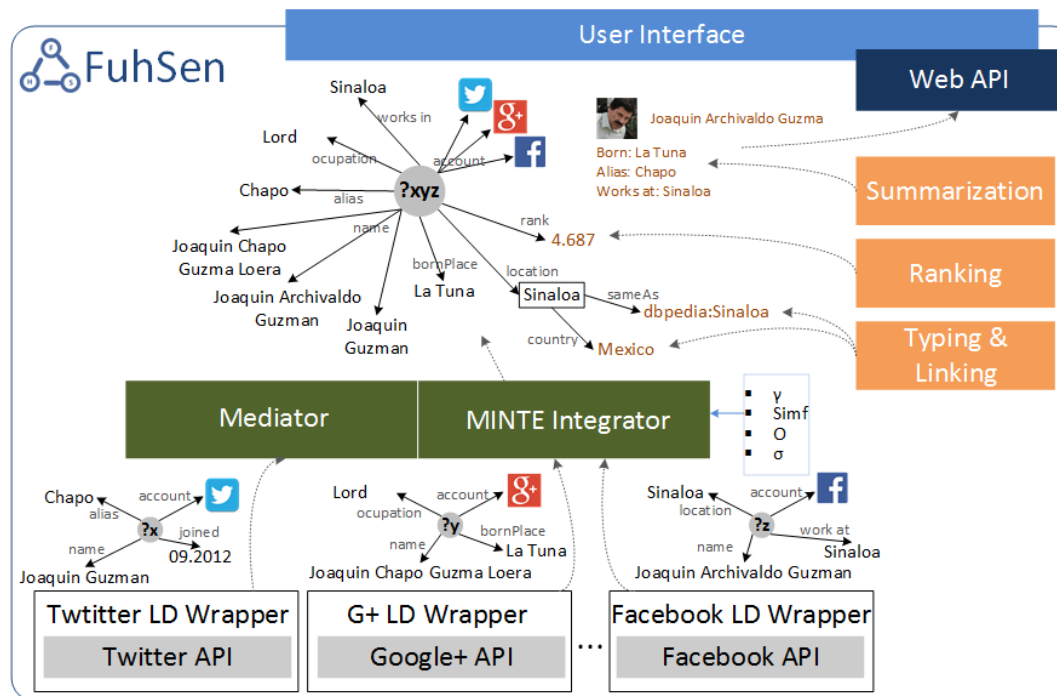 User Interface
F
H
S
FuhSen
Web API
Sinaloa
works in
Lord
ocupation
account
Joaquin Archivaldo Guzma
Born: La Tuna
Alias: Chapo
Works at: Sinaloa
Summarization
Chapo
alias
?xyz
name
rank
4.687
Ranking
Joaquin Chapo
Guzma Loera
bornPlace
La Tuna
location
Sinaloa
sameAs
dbpedia:Sinaloa
Joaquin Archivaldo
Guzman
Joaquin
Guzman
country
Mexico
Typing &
Linking
Mediator
MINTE Integrator
γ
Simf
O
σ
Chapo
account
alias
?x
joined
name
09.2012
Joaquin Guzman
Lord
account
ocupation
?y
bornPlace
name
La Tuna
Joaquin Chapo Guzma Loera
Sinaloa
account
location
?z
work at
name
Sinaloa
Joaquin Archivaldo Guzman
Twtitter LD Wrapper
Twitter API
G+ LD Wrapper
Google+ API
...
Facebook LD Wrapper
Facebook API